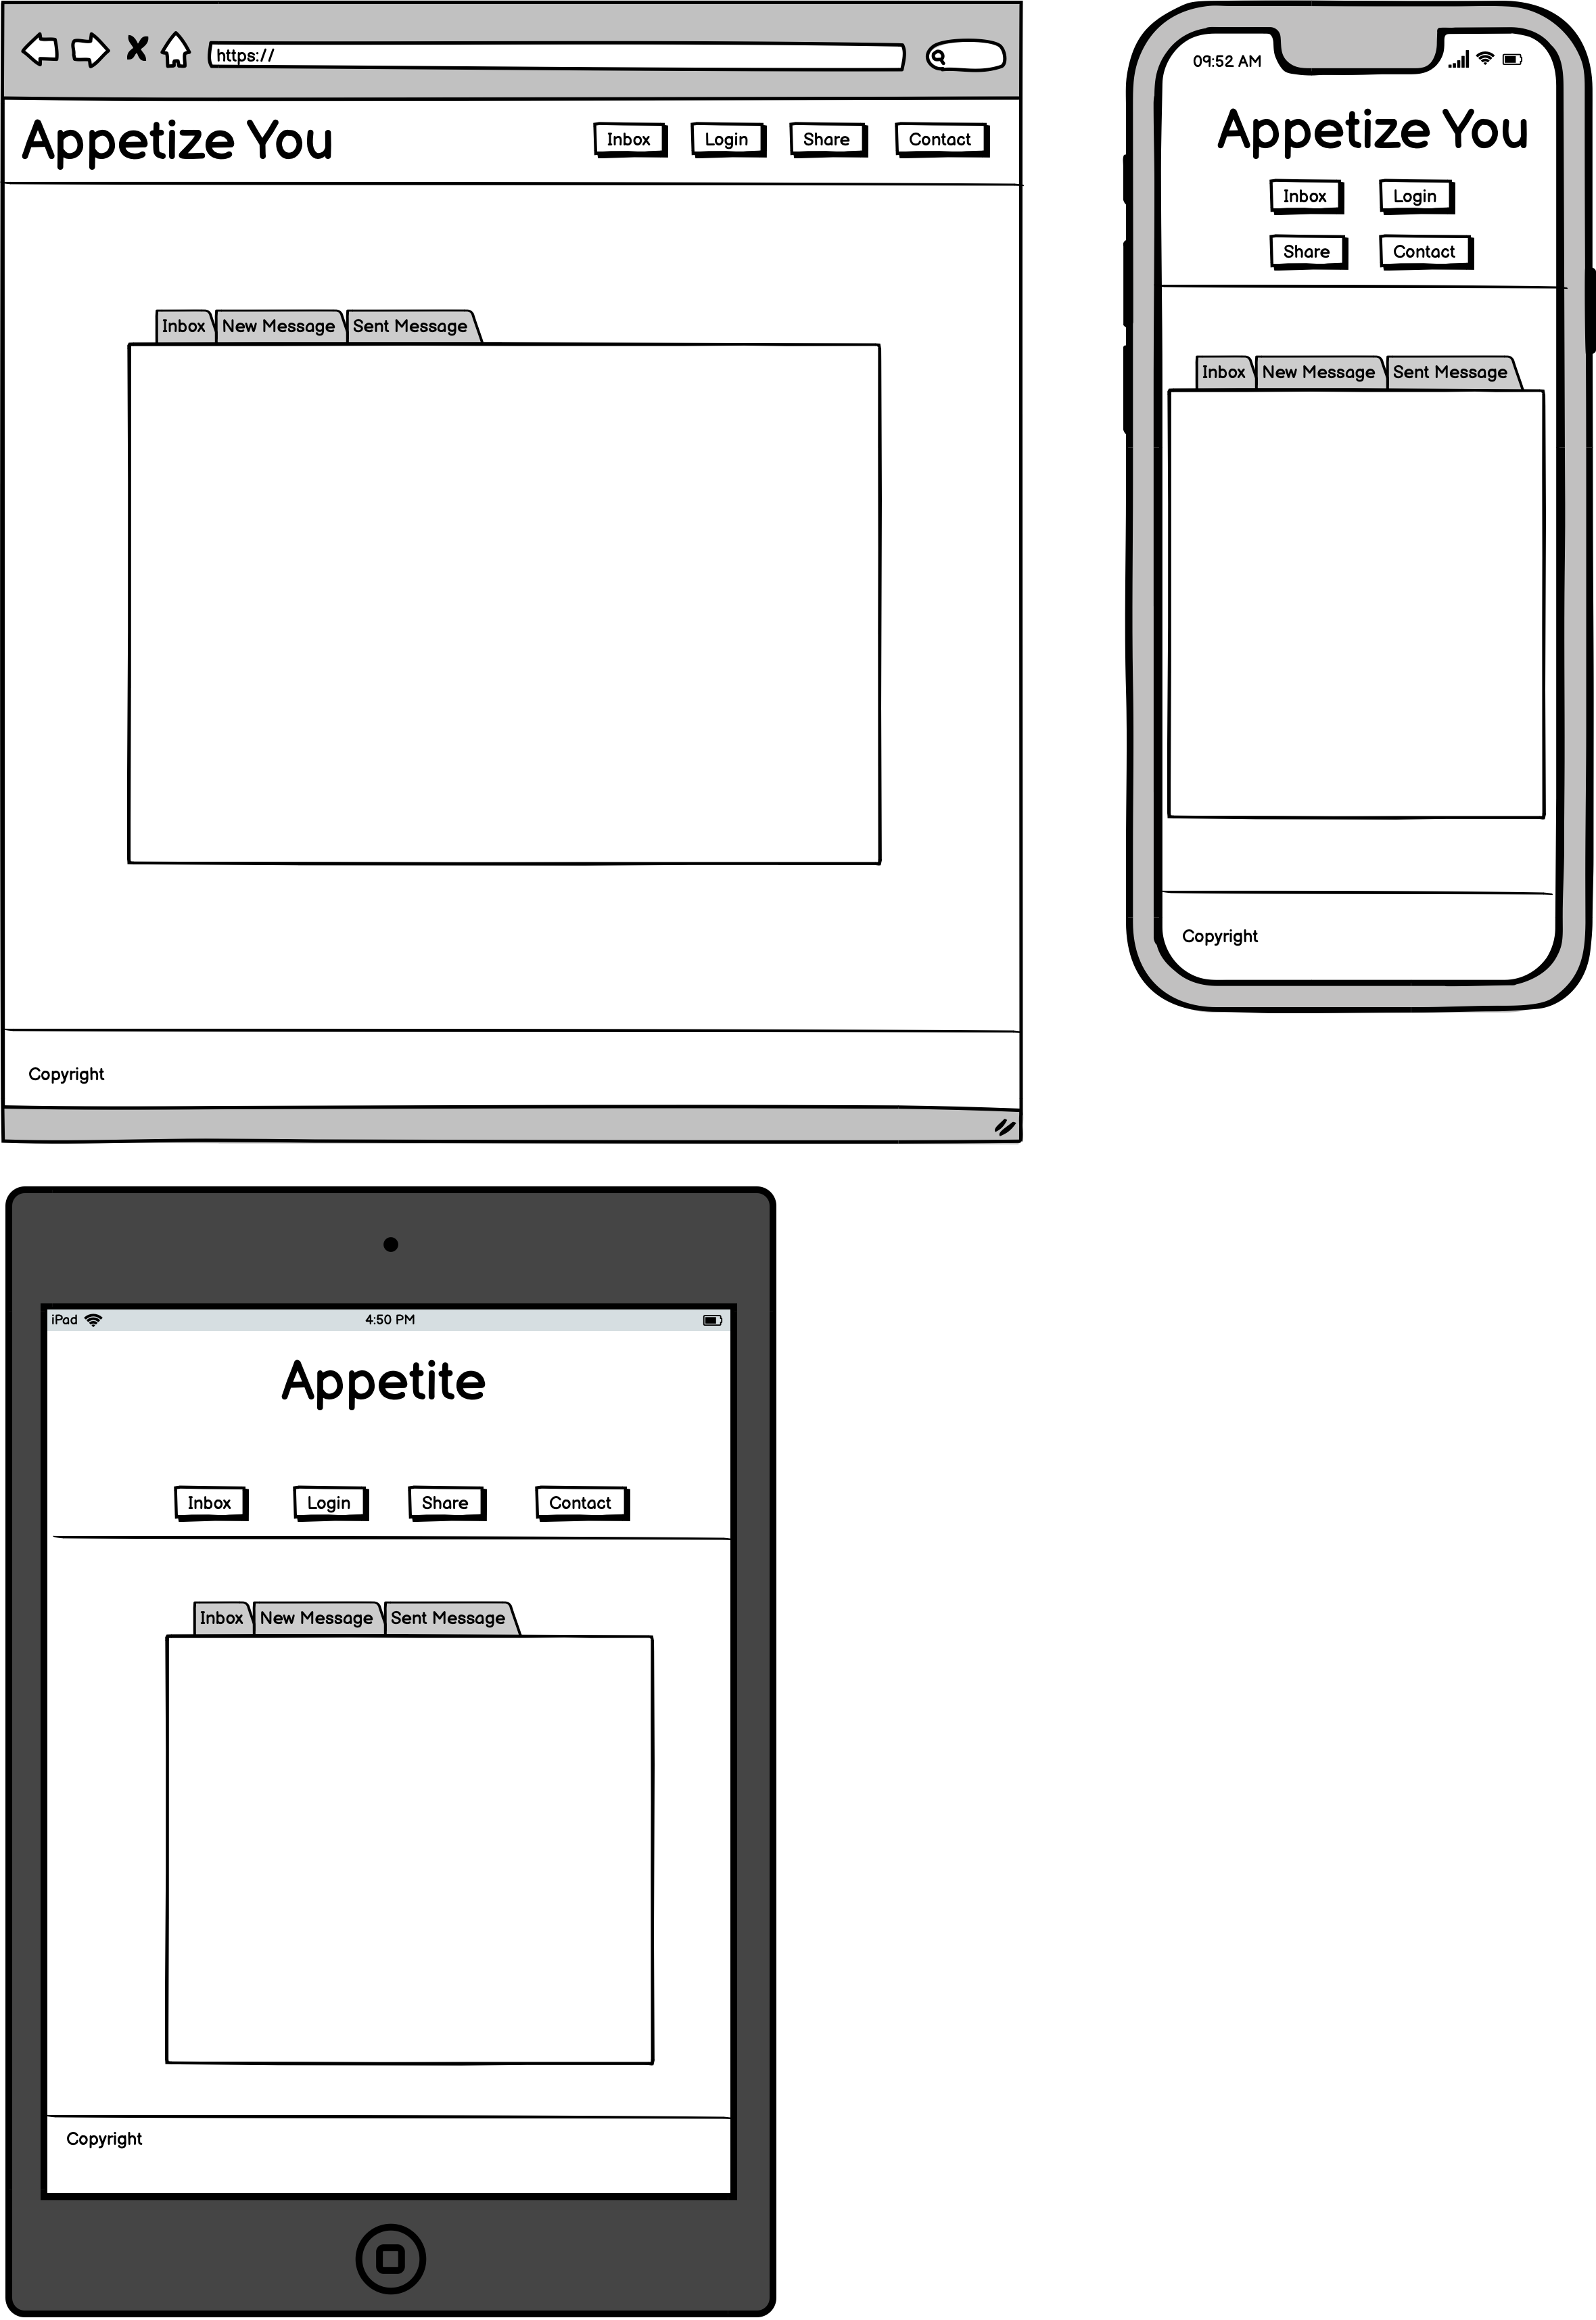 https://
Appetize You
Inbox Login Share Contact
Inbox New Message Sent Message
Copyright
09:52 AM
Appetize You
Inbox Login
Share Contact
Inbox New Message Sent Message
Copyright
iPad 4:50 PM
Appetite
Inbox Login Share Contact
Inbox New Message Sent Message
Copyright